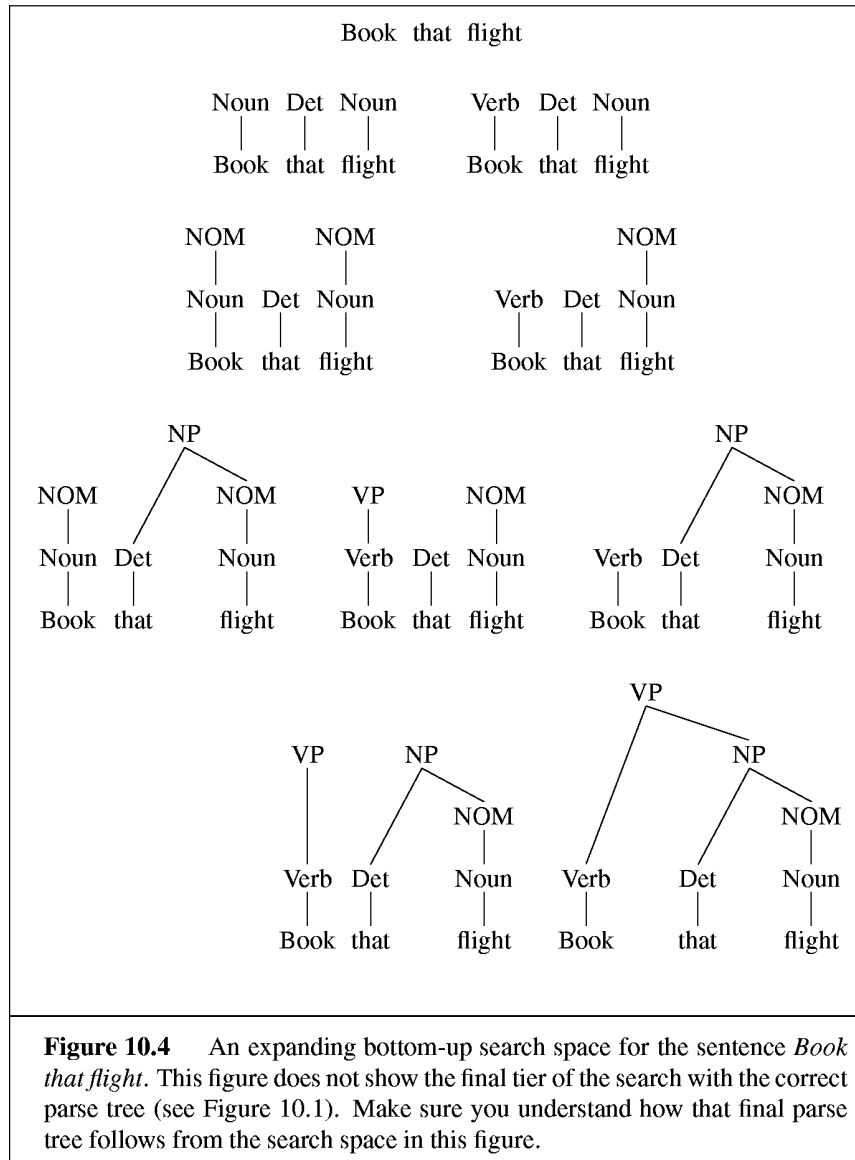 Book that flight
Noun Det Noun Verb Det Noun
Book that flight Book that flight
NOM NOM NOM
Noun Det Noun Verb Det Noun
Book that flight Book that flight
NP NP
NOM NOM VP NOM NOM
Noun Det Noun Verb Det Noun Verb Det Noun
Book that flight Book that flight Book that flight
VP
VP NP NP
NOM NOM
Verb Det Noun Verb Det Noun
Book that flight Book that flight
Figure 10.4 An expanding bottom-up search space for the sentence Book
that flight. This figure does not show the final tier of the search with the correct
parse tree (see Figure 10.1). Make sure you understand how that final parse
tree follows from the search space in this figure.